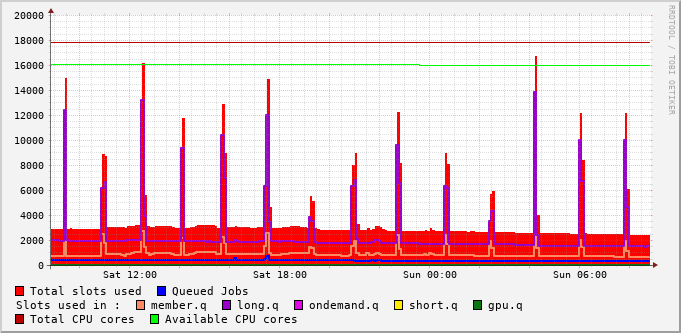 20000
18000
16000
14000
12000
10000
8000
6000
4000
2000
0
Sat 12:00 Sat 18:00 Sun 00:00 Sun 06:00
RRDTOOL / TOBI OETIKER
Total slots used Queued Jobs
Slots used in : member.q long.q ondemand.q short.q gpu.q
Total CPU cores Available CPU cores